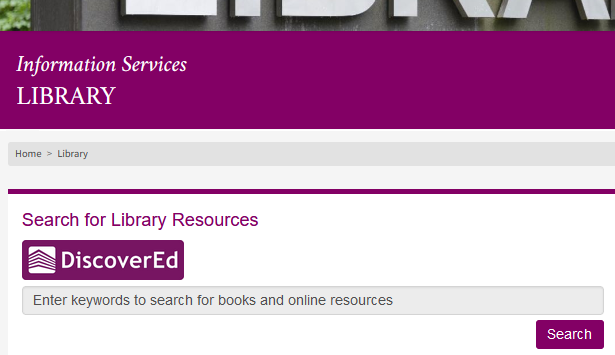 LIBRA
Information Services
LIBRARY
Home > Library
Search for Library Resources
DiscoverEd
Enter keywords to search for books and online resources
Search